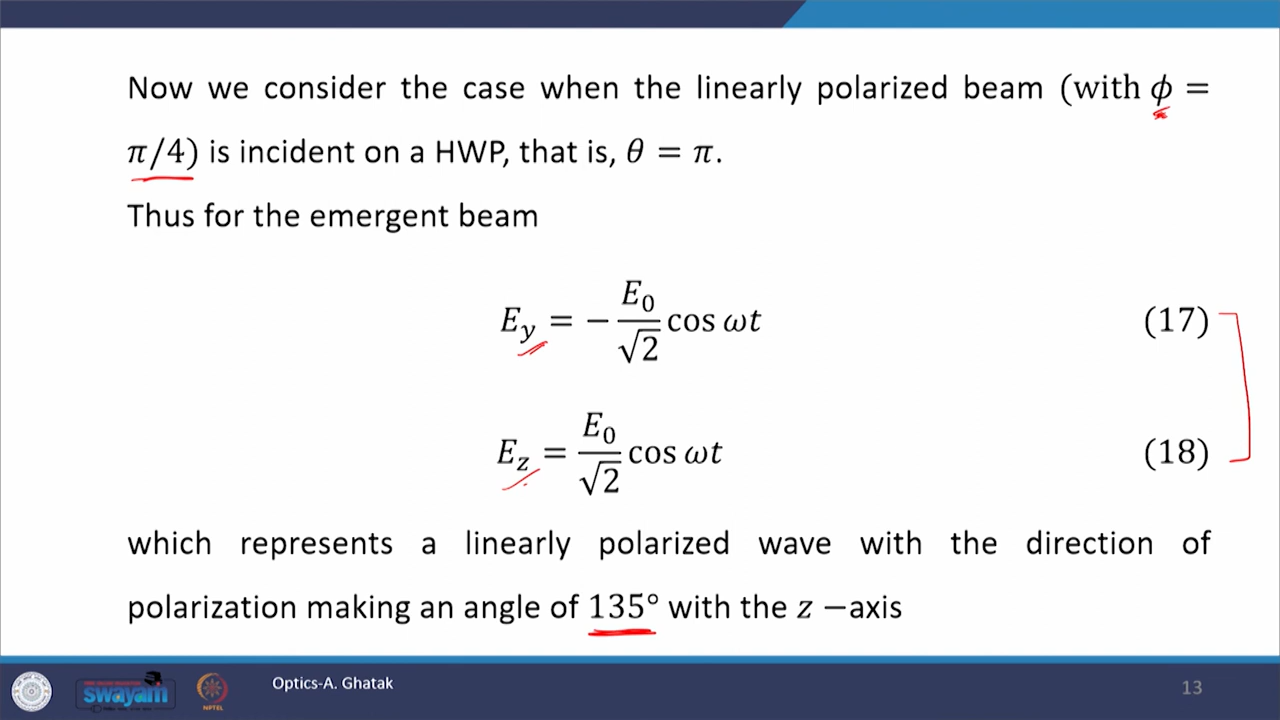 Now we consider the case when the linearly polarized beam (with ϕ =
π/4) is incident on a HWP, that is, θ = π.
Thus for the emergent beam
E_y = − E_0/√2 cos ωt (17)
E_z = E_0/√2 cos ωt (18)
which represents a linearly polarized wave with the direction of
polarization making an angle of 135° with the z −axis
swayam
NPTEL
Optics-A. Ghatak
13